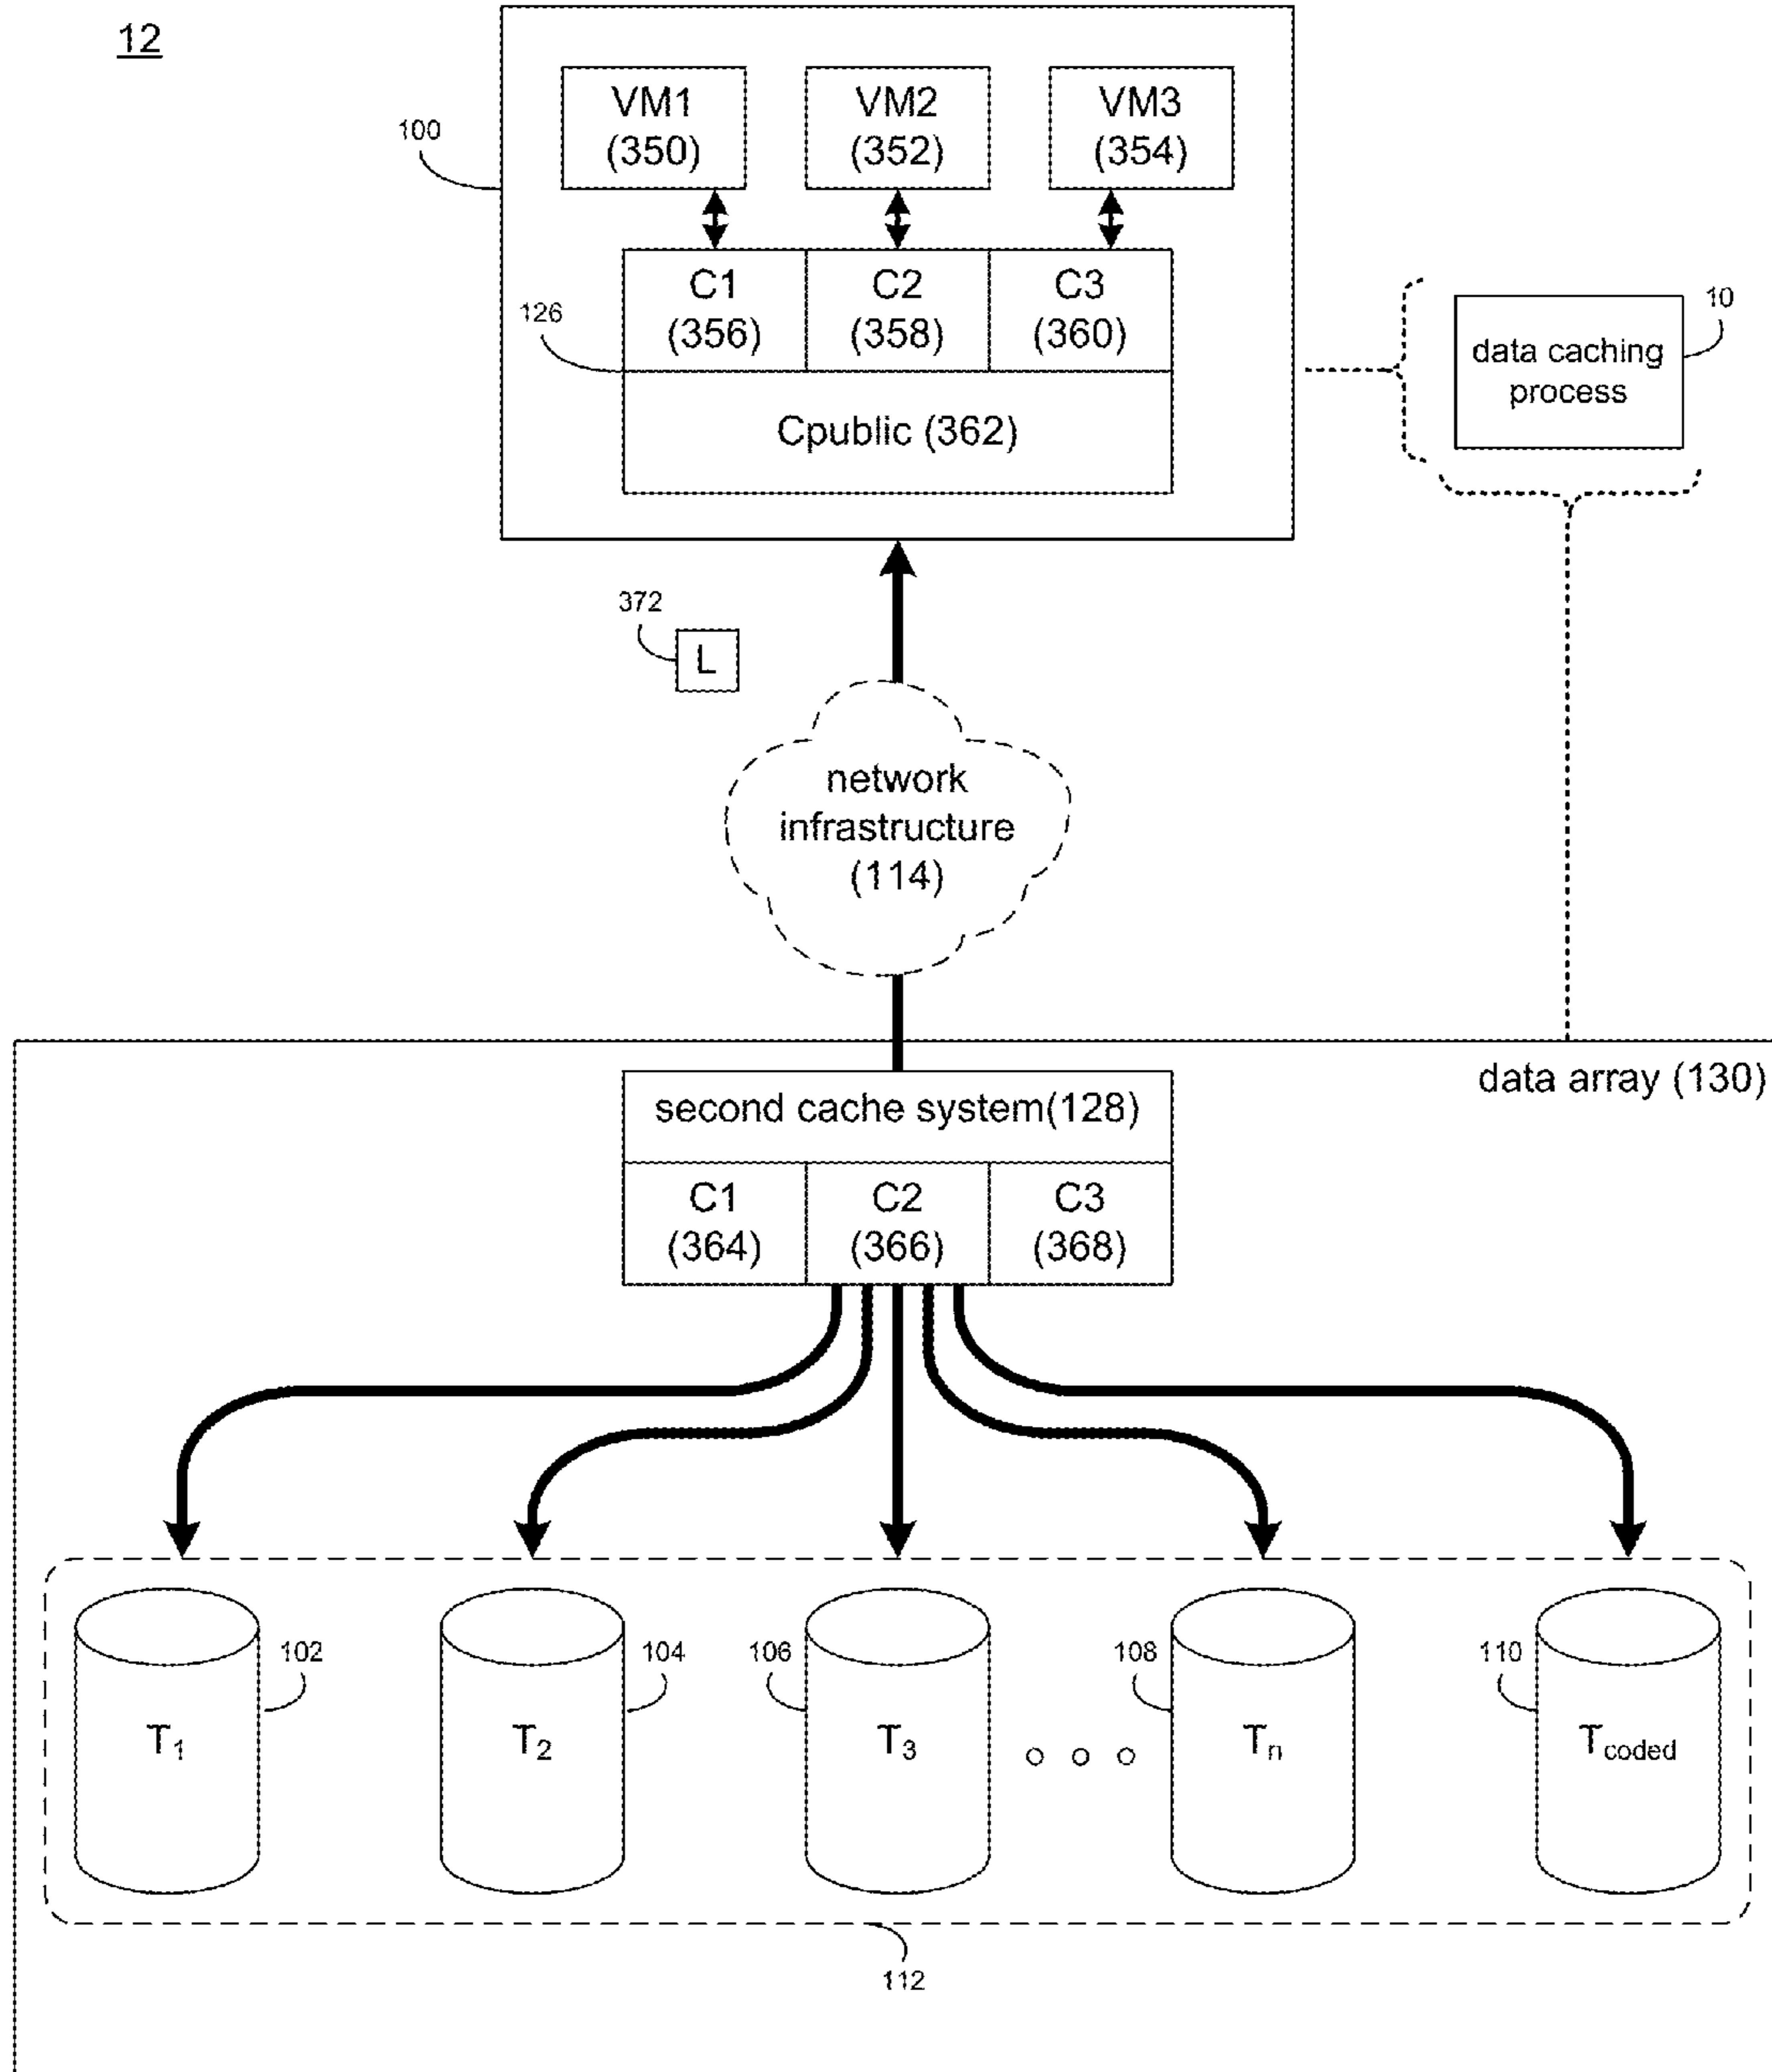 12
VM1
(350)
VM2
(352)
VM3
(354)
100
C1
(356)
C2
(358)
C3
(360)
126
Cpublic (362)
10
data caching
process
372
L
network
infrastructure
(114)
data array (130)
second cache system(128)
C1
(364)
C2
(366)
C3
(368)
102
104
106
108
110
T1
T2
T3
Tn
Tcoded
112